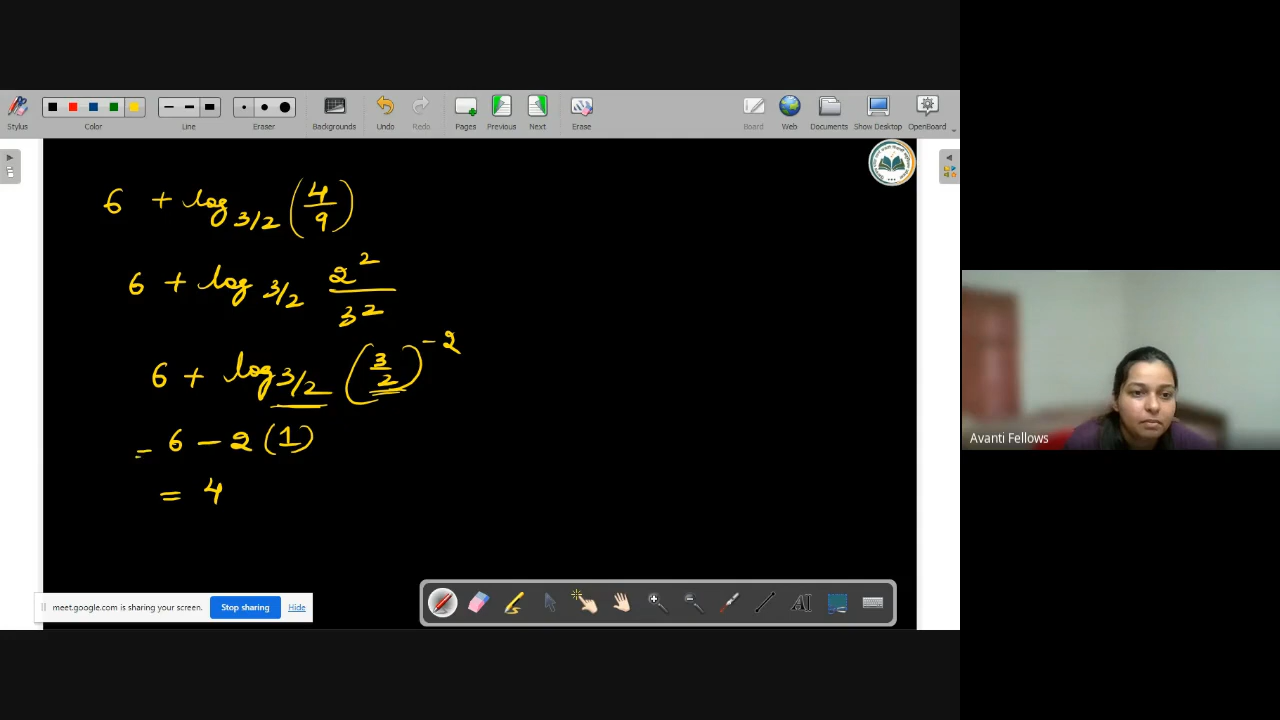 Stylus Color Line Eraser Backgrounds Undo Redo Pages Previous Next Erase Board Web Documents Show Desktop OpenBoard
6 + log 3/2 (4/9)
6 + log 3/2 2²/3²
6 + log 3/2 (3/2)⁻²
= 6 − 2 (1)
= 4
Avanti Fellows
meet.google.com is sharing your screen. Stop sharing Hide
AI